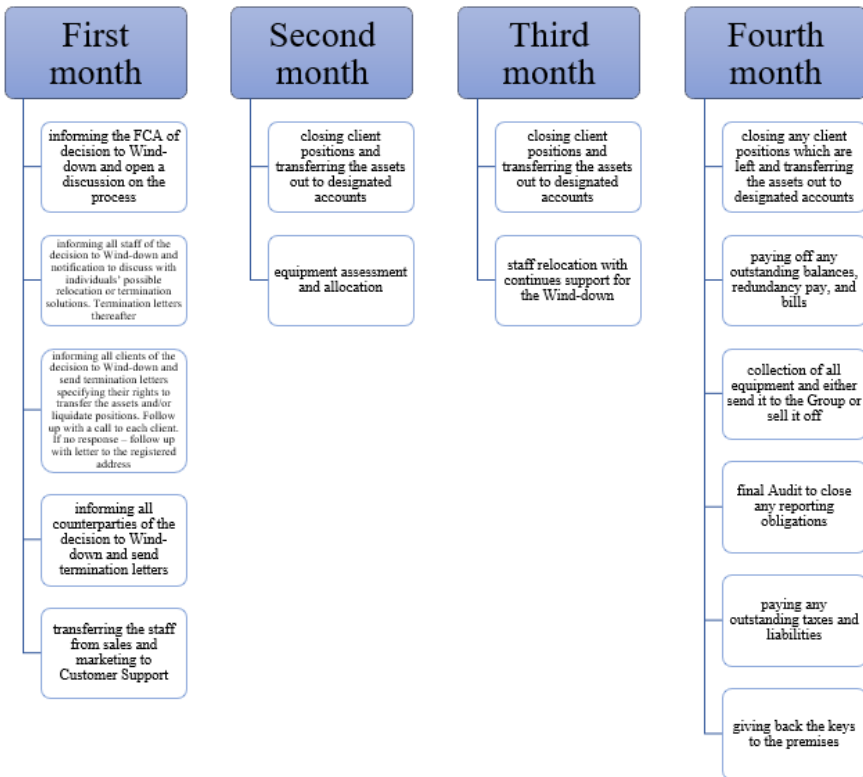 First
month
informing the FCA of
decision to Wind-
down and open a
discussion on the
process
informing all staff of the
decision to Wind-down and
notification to discuss with
individuals' possible
relocation or termination
solutions. Termination letters
thereafter
informing all clients of the
decision to Wind-down and
send termination letters
specifying their rights to
transfer the assets and/or
liquidate positions. Follow
up with a call to each client.
If no response – follow up
with letter to the registered
address
informing all
counterparties of the
decision to Wind-
down and send
termination letters
transferring the staff
from sales and
marketing to
Customer Support
Second
month
closing client
positions and
transferring the assets
out to designated
accounts
equipment assessment
and allocation
Third
month
closing client
positions and
transferring the assets
out to designated
accounts
staff relocation with
continues support for
the Wind-down
Fourth
month
closing any client
positions which are
left and transferring
the assets out to
designated accounts
paying off any
outstanding balances,
redundancy pay, and
bills
collection of all
equipment and either
send it to the Group or
sell it off
final Audit to close
any reporting
obligations
paying any
outstanding taxes and
liabilities
giving back the keys
to the premises